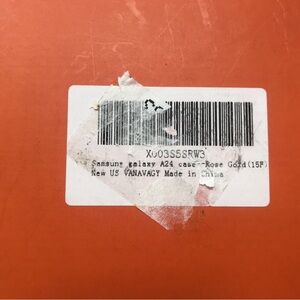 X003S5SRW3
Samsung galaxy A24 case-Rose Gold(15F)
New US VANAVAGY Made in China